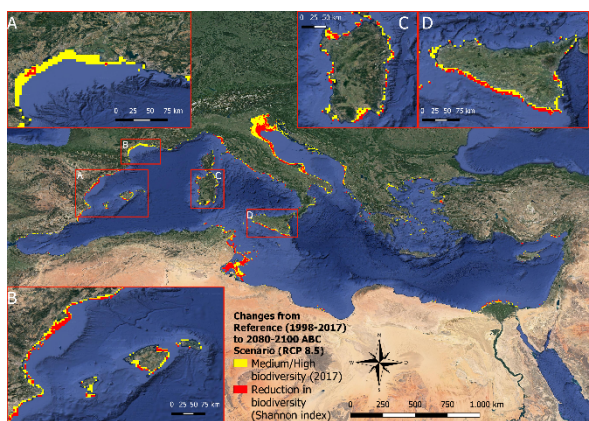 A
0 25 50 75 km
0 25 50 km
C
D
0 25 50 75 km
B
A
C
D
B
0 25 50 75 km
Changes from
Reference (1998-2017)
to 2080-2100 ABC
Scenario (RCP 8.5)
Medium/High
biodiversity (2017)
Reduction in
biodiversity
(Shannon index)
N
W
S
0 250 500 750 1.000 km